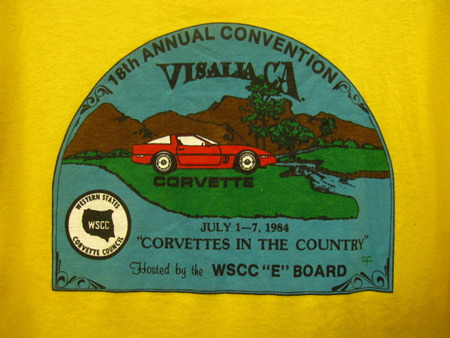 18th ANNUAL CONVENTION
VISALIA, CA.
CORVETTE
WESTERN STATES
WSCC
CORVETTE COUNCIL
JULY 1-7, 1984
"CORVETTES IN THE COUNTRY"
Hosted by the WSCC "E" BOARD